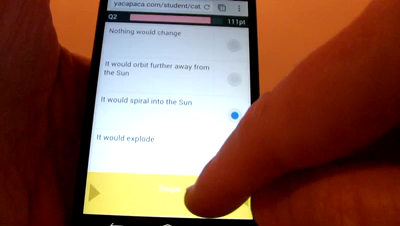 yacapaca.com/student/cat
Q2 111pt
Nothing would change
It would orbit further away from
the Sun
It would spiral into the Sun
It would explode